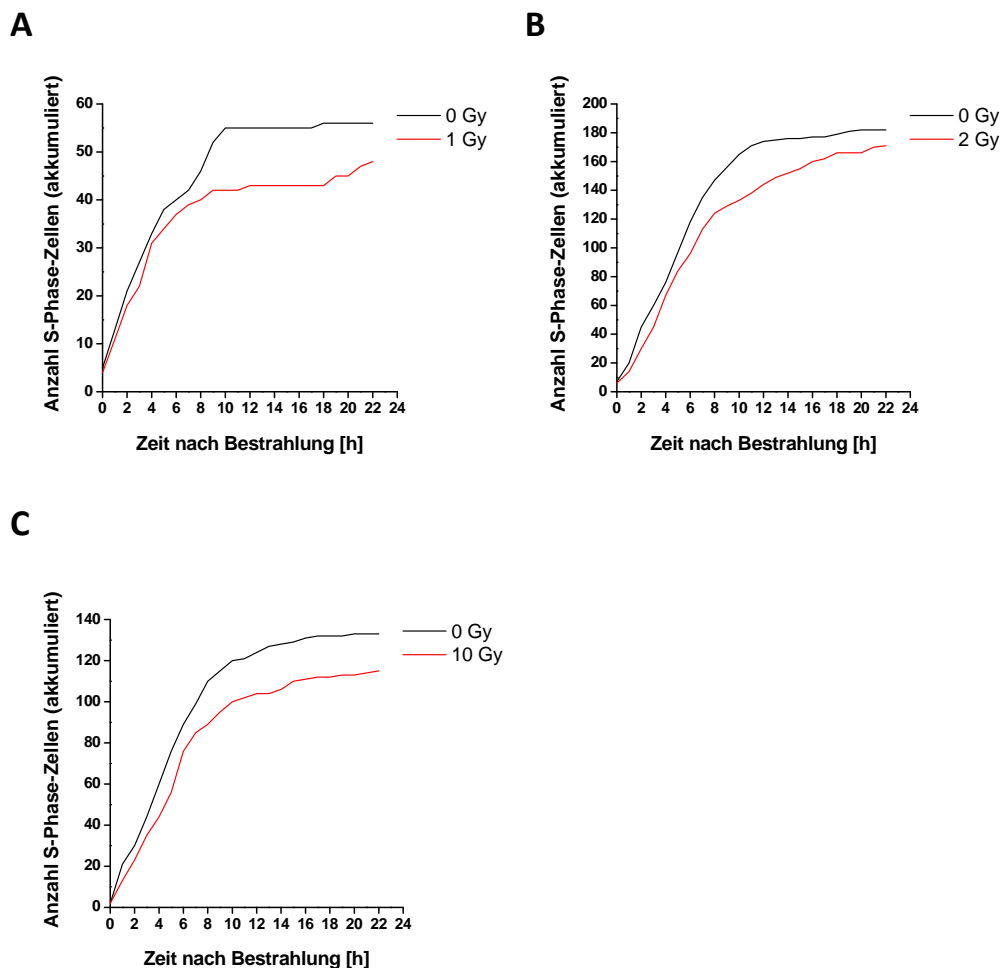 A
Anzahl S-Phase-Zellen (akkumuliert)
60
50
40
30
20
10
0
0 2 4 6 8 10 12 14 16 18 20 22 24
Zeit nach Bestrahlung [h]
0 Gy
1 Gy
B
Anzahl S-Phase-Zellen (akkumuliert)
200
180
160
140
120
100
80
60
40
20
0
0 2 4 6 8 10 12 14 16 18 20 22 24
Zeit nach Bestrahlung [h]
0 Gy
2 Gy
C
Anzahl S-Phase-Zellen (akkumuliert)
140
120
100
80
60
40
20
0
0 2 4 6 8 10 12 14 16 18 20 22 24
Zeit nach Bestrahlung [h]
0 Gy
10 Gy